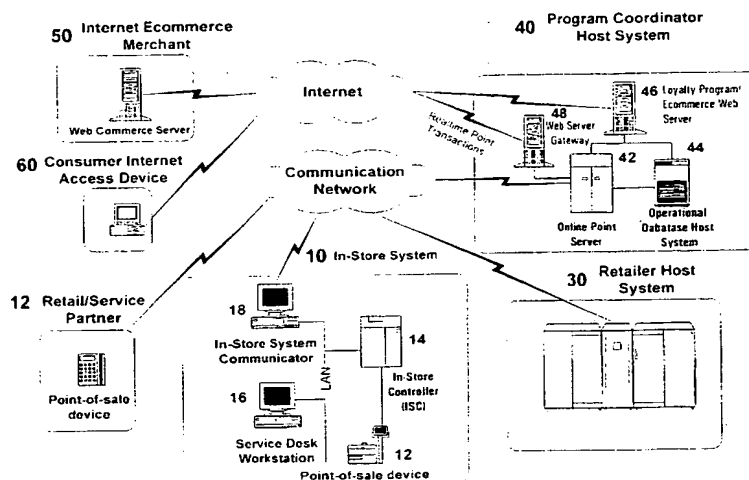 50 Internet Ecommerce
Merchant
Web Commerce Server
60 Consumer Internet
Access Device
12 Retail/Service
Partner
Point-of-sale
device
Internet
Communication
Network
Realtime Point
Transactions
40 Program Coordinator
Host System
46 Loyalty Program/
Ecommerce Web
Server
48
Web Server
Gateway
42
44
Online Point
Server
Operational
Dabatase Host
System
10 In-Store System
18
In-Store System
Communicator
LAN
14
In-Store
Controller
(ISC)
16
Service Desk
Workstation
12
Point-of-sale device
30 Retailer Host
System